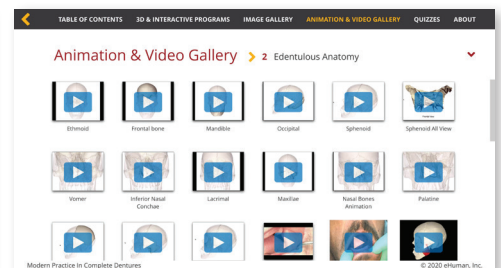 TABLE OF CONTENTS 3D & INTERACTIVE PROGRAMS IMAGE GALLERY ANIMATION & VIDEO GALLERY QUIZZES ABOUT
Animation & Video Gallery > 2 Edentulous Anatomy
Ethmoid Frontal bone Mandible Occipital Sphenoid Sphenoid All View
Vomer Inferior Nasal Conchae Lacrimal Maxillae Nasal Bones Animation Palatine
Modern Practice in Complete Dentures © 2020 eHuman, Inc.